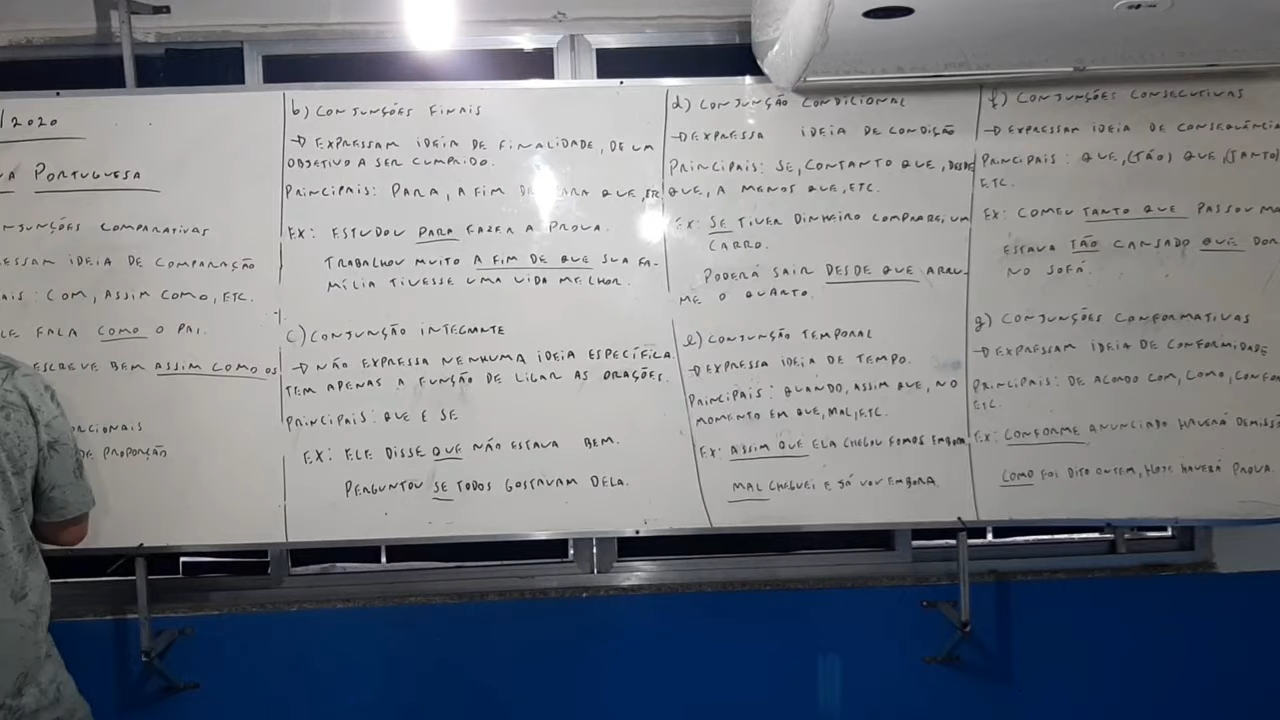 /2020
PORTUGUESA
NJUNÇÕES COMPARATIVAS
ESSAM IDEIA DE COMPARAÇÃO
AIS: COM, ASSIM COMO, ETC.
LE FALA COMO O PAI.
ESCREVE BEM ASSIM COMO OS
RCIONAIS
DE PROPORÇÃO
b) CONJUNÇÕES FINAIS
→ EXPRESSAM IDEIA DE FINALIDADE, DE UM
OBJETIVO A SER CUMPRIDO.
PRINCIPAIS: PARA, A FIM DE, PARA QUE, ETC
EX: ESTUDOU PARA FAZER A PROVA.
TRABALHOU MUITO A FIM DE QUE SUA FA-
MÍLIA TIVESSE UMA VIDA MELHOR.
C) CONJUNÇÃO INTEGRANTE
→ NÃO EXPRESSA NENHUMA IDEIA ESPECÍFICA.
TEM APENAS A FUNÇÃO DE LIGAR AS ORAÇÕES.
PRINCIPAIS: QUE E SE.
EX: ELE DISSE QUE NÃO ESTAVA BEM.
PERGUNTOU SE TODOS GOSTAVAM DELA.
d) CONJUNÇÃO CONDICIONAL
→ EXPRESSA IDEIA DE CONDIÇÃO
PRINCIPAIS: SE, CONTANTO QUE, DESDE
QUE, A MENOS QUE, ETC.
EX: SE TIVER DINHEIRO COMPRAREI UM
CARRO.
PODERÁ SAIR DESDE QUE ARRU-
ME O QUARTO.
e) CONJUNÇÃO TEMPORAL
→ EXPRESSA IDEIA DE TEMPO.
PRINCIPAIS: QUANDO, ASSIM QUE, NO
MOMENTO EM QUE, MAL, ETC.
EX: ASSIM QUE ELA CHEGOU FOMOS EMBORA
MAL CHEGUEI E JÁ VOU EMBORA.
f) CONJUNÇÕES CONSECUTIVAS
→ EXPRESSAM IDEIA DE CONSEQUÊNCIA
PRINCIPAIS: QUE, (TÃO) QUE, (TANTO)
ETC.
EX: COMEU TANTO QUE PASSOU MA
ESTAVA TÃO CANSADO QUE DOR
NO SOFÁ.
g) CONJUNÇÕES CONFORMATIVAS
→ EXPRESSAM IDEIA DE CONFORMIDADE
PRINCIPAIS: DE ACORDO COM, COMO, CONFOR
ETC.
EX: CONFORME ANUNCIADO HAVERÁ DEMISSÕ
COMO FOI DITO ONTEM, HOJE HAVERÁ PROVA.